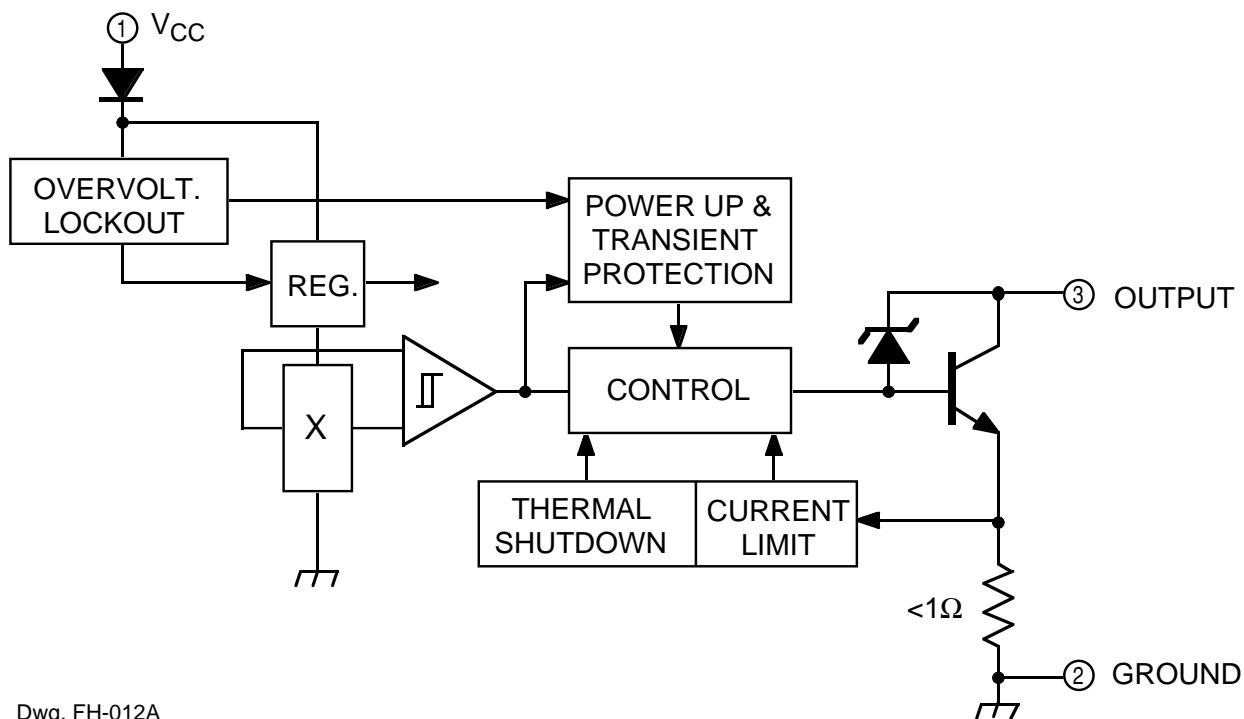 1 VCC
OVERVOLT.
LOCKOUT
POWER UP &
TRANSIENT
PROTECTION
REG.
3 OUTPUT
X
CONTROL
THERMAL
SHUTDOWN
CURRENT
LIMIT
<1Ω
2 GROUND
Dwg. FH-012A